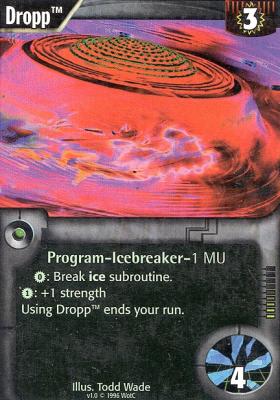 Dropp™
3
Program-Icebreaker-1 MU
0: Break ice subroutine.
1: +1 strength
Using Dropp™ ends your run.
4
Illus. Todd Wade
v1.0 © 1996 WotC